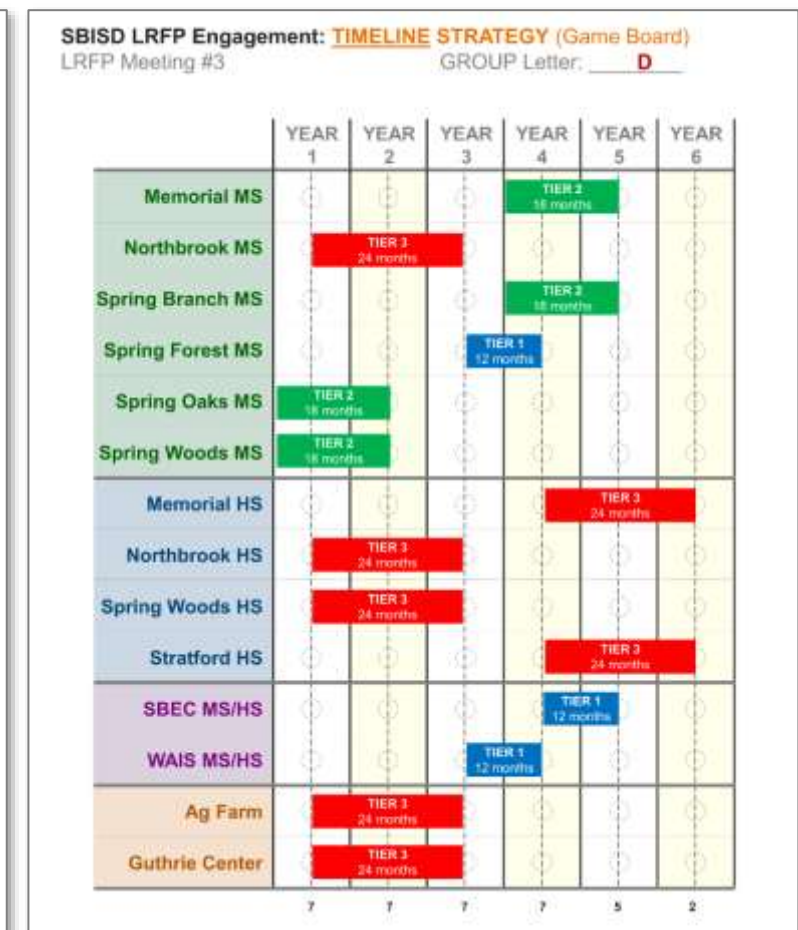 SBISD LRFP Engagement: TIMELINE STRATEGY (Game Board)
LRFP Meeting #3 GROUP Letter: D
YEAR YEAR YEAR YEAR YEAR YEAR
1 2 3 4 5 6
Memorial MS TIER 2
18 months
Northbrook MS TIER 3
24 months
Spring Branch MS TIER 2
18 months
Spring Forest MS TIER 1
12 months
Spring Oaks MS TIER 2
18 months
Spring Woods MS TIER 2
18 months
Memorial HS TIER 3
24 months
Northbrook HS TIER 3
24 months
Spring Woods HS TIER 3
24 months
Stratford HS TIER 3
24 months
SBEC MS/HS TIER 1
12 months
WAIS MS/HS TIER 1
12 months
Ag Farm TIER 3
24 months
Guthrie Center TIER 3
24 months
7 7 7 7 5 2